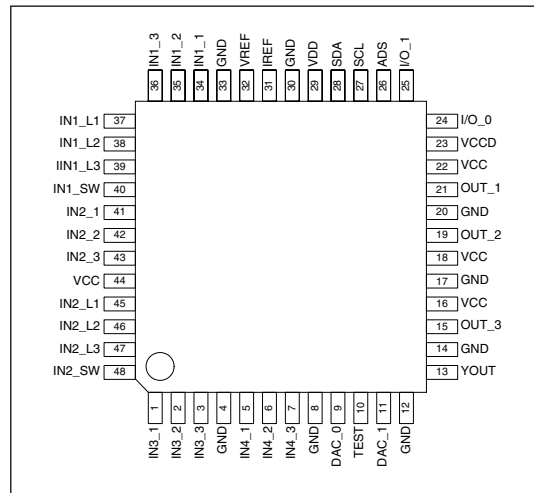 IN1_3
IN1_2
IN1_1
GND
VREF
IREF
GND
VDD
SDA
SCL
ADS
I/O_1
36
35
34
33
32
31
30
29
28
27
26
25
IN1_L1 37
IN1_L2 38
IIN1_L3 39
IN1_SW 40
IN2_1 41
IN2_2 42
IN2_3 43
VCC 44
IN2_L1 45
IN2_L2 46
IN2_L3 47
IN2_SW 48
24 I/O_0
23 VCCD
22 VCC
21 OUT_1
20 GND
19 OUT_2
18 VCC
17 GND
16 VCC
15 OUT_3
14 GND
13 YOUT
1
2
3
4
5
6
7
8
9
10
11
12
IN3_1
IN3_2
IN3_3
GND
IN4_1
IN4_2
IN4_3
GND
DAC_0
TEST
DAC_1
GND